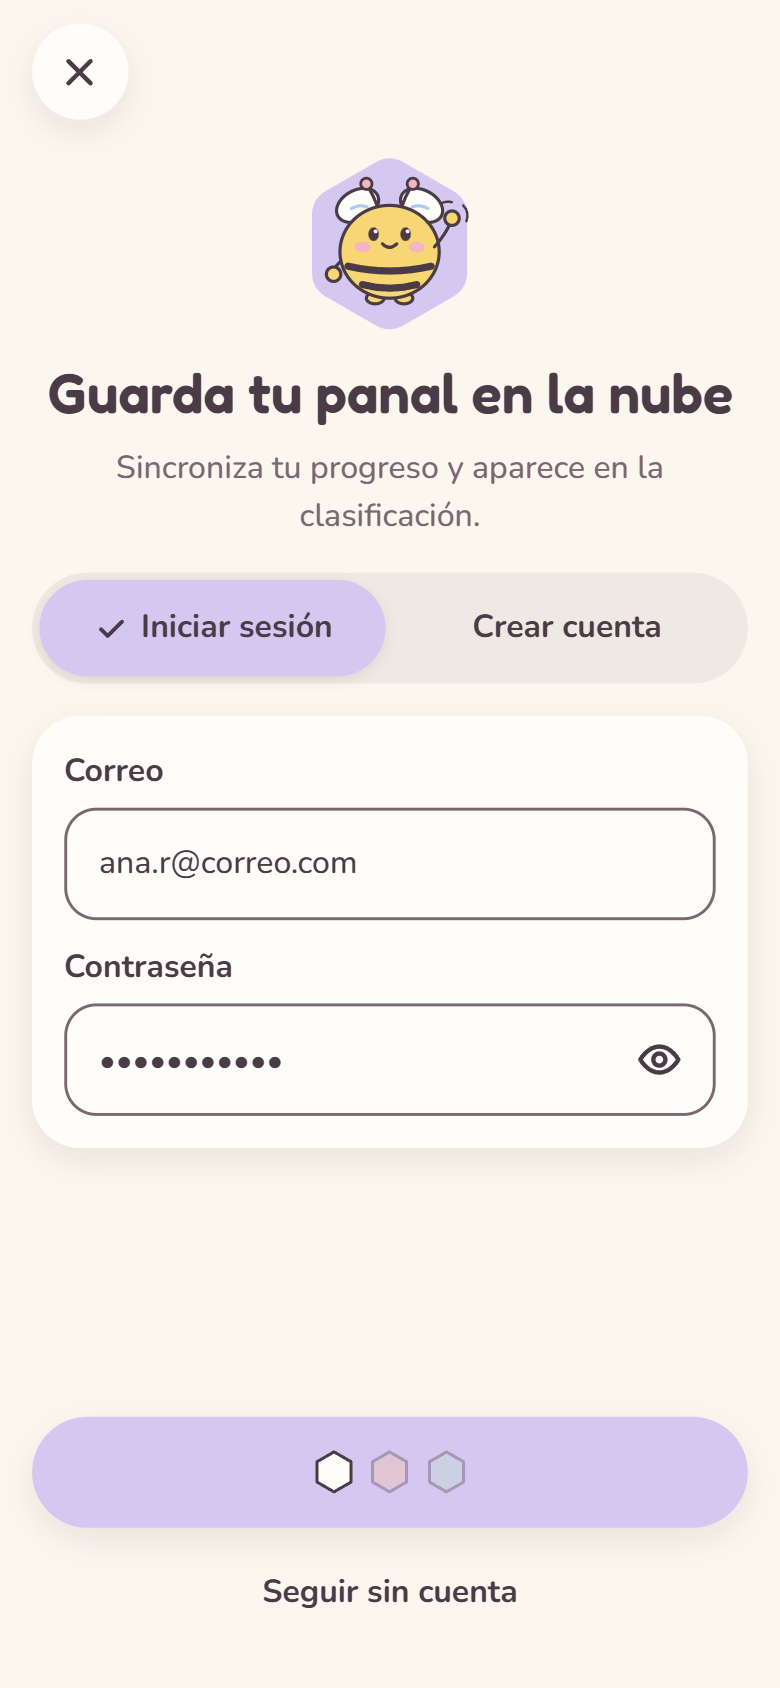 Guarda tu panal en la nube
Sincroniza tu progreso y aparece en la
clasificación.
Iniciar sesión
Crear cuenta
Correo
ana.r@correo.com
Contraseña
•••••••••••
Seguir sin cuenta